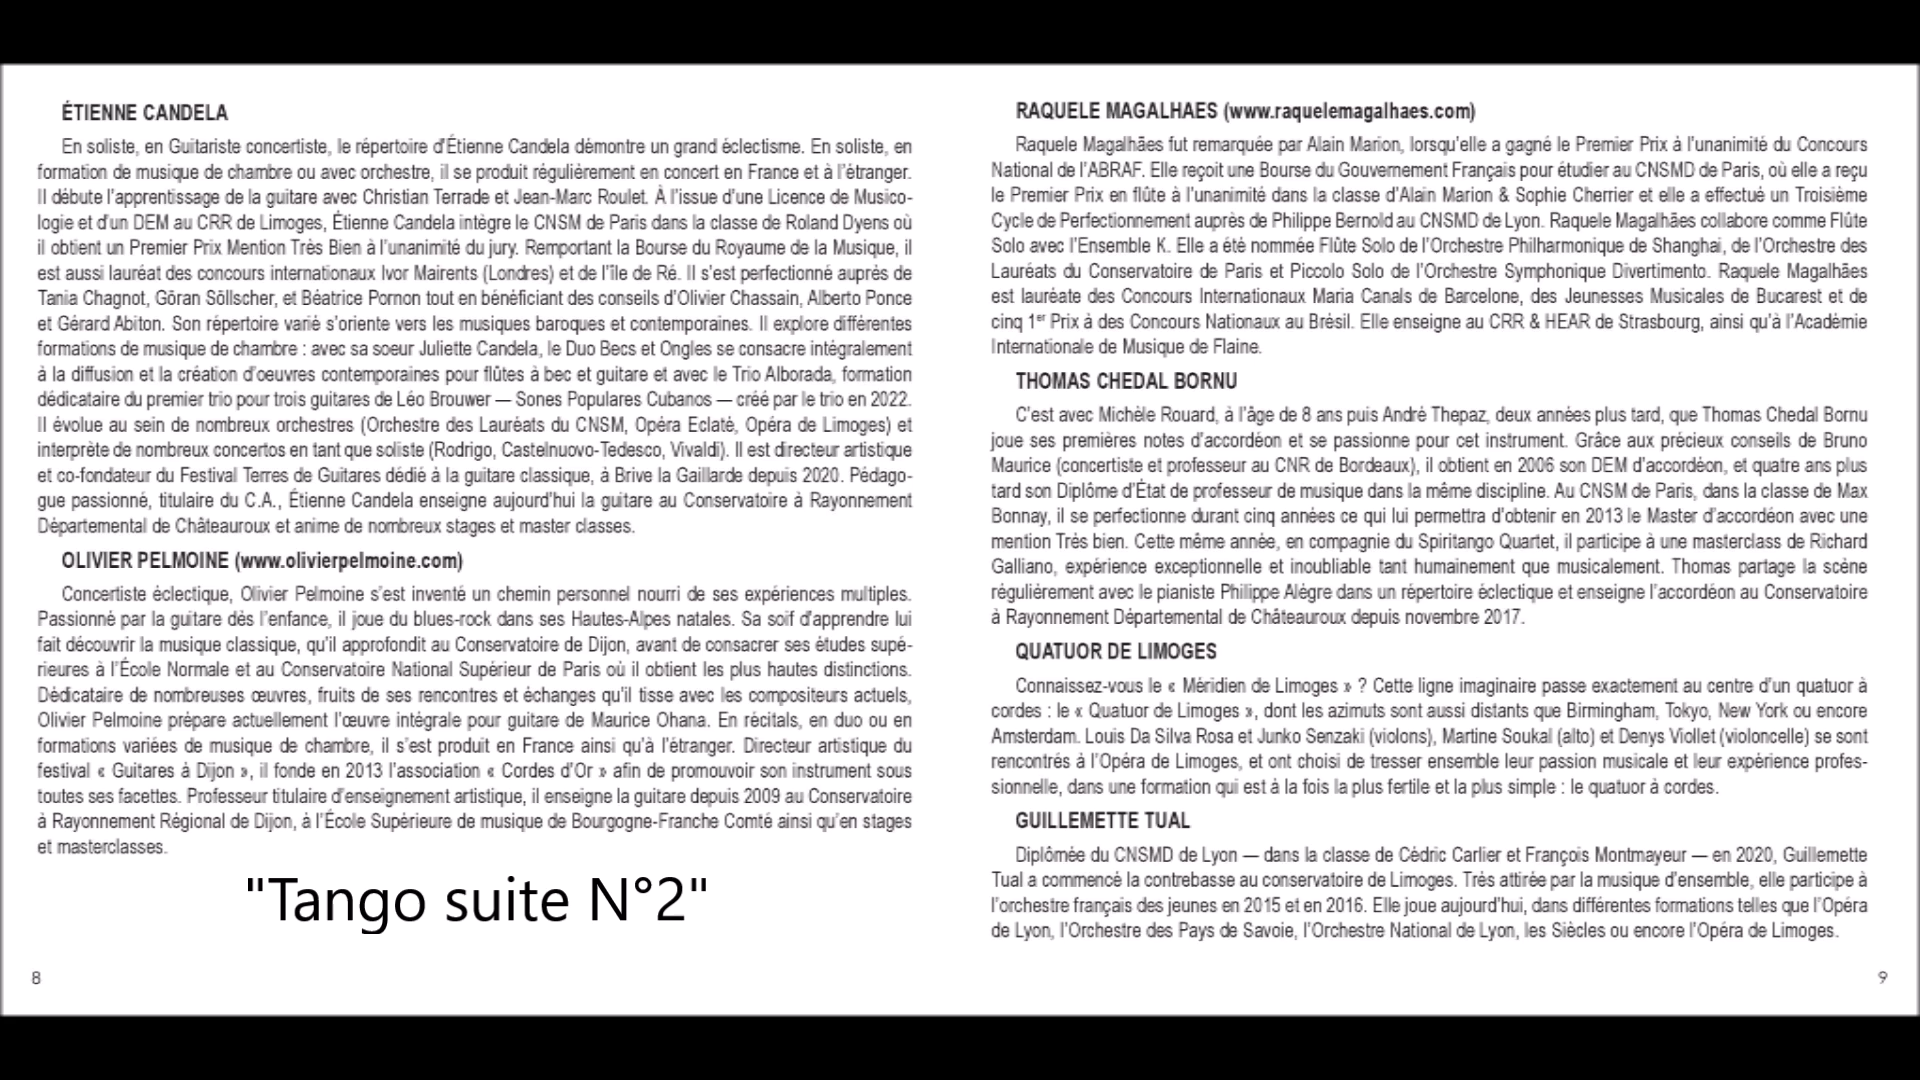 ÉTIENNE CANDELA
En soliste, en Guitariste concertiste, le répertoire d'Étienne Candela démontre un grand éclectisme. En soliste, en
formation de musique de chambre ou avec orchestre, il se produit régulièrement en concert en France et à l'étranger.
Il débute l'apprentissage de la guitare avec Christian Terrade et Jean-Marc Roulet. À l'issue d'une Licence de Musico-
logie et d'un DEM au CRR de Limoges, Étienne Candela intègre le CNSM de Paris dans la classe de Roland Dyens où
il obtient un Premier Prix Mention Très Bien à l'unanimité du jury. Remportant la Bourse du Royaume de la Musique, il
est aussi lauréat des concours internationaux Ivor Mairents (Londres) et de l'île de Ré. Il s'est perfectionné auprès de
Tania Chagnot, Göran Söllscher, et Béatrice Pornon tout en bénéficiant des conseils d'Olivier Chassain, Alberto Ponce
et Gérard Abiton. Son répertoire varié s'oriente vers les musiques baroques et contemporaines. Il explore différentes
formations de musique de chambre : avec sa soeur Juliette Candela, le Duo Becs et Ongles se consacre intégralement
à la diffusion et la création d'oeuvres contemporaines pour flûtes à bec et guitare et avec le Trio Alborada, formation
dédicataire du premier trio pour trois guitares de Léo Brouwer — Sones Populares Cubanos — créé par le trio en 2022.
Il évolue au sein de nombreux orchestres (Orchestre des Lauréats du CNSM, Opéra Eclaté, Opéra de Limoges) et
interprète de nombreux concertos en tant que soliste (Rodrigo, Castelnuovo-Tedesco, Vivaldi). Il est directeur artistique
et co-fondateur du Festival Terres de Guitares dédié à la guitare classique, à Brive la Gaillarde depuis 2020. Pédago-
gue passionné, titulaire du C.A., Étienne Candela enseigne aujourd'hui la guitare au Conservatoire à Rayonnement
Départemental de Châteauroux et anime de nombreux stages et master classes.
OLIVIER PELMOINE (www.olivierpelmoine.com)
Concertiste éclectique, Olivier Pelmoine s'est inventé un chemin personnel nourri de ses expériences multiples.
Passionné par la guitare dès l'enfance, il joue du blues-rock dans ses Hautes-Alpes natales. Sa soif d'apprendre lui
fait découvrir la musique classique, qu'il approfondit au Conservatoire de Dijon, avant de consacrer ses études supé-
rieures à l'École Normale et au Conservatoire National Supérieur de Paris où il obtient les plus hautes distinctions.
Dédicataire de nombreuses œuvres, fruits de ses rencontres et échanges qu'il tisse avec les compositeurs actuels,
Olivier Pelmoine prépare actuellement l'œuvre intégrale pour guitare de Maurice Ohana. En récitals, en duo ou en
formations variées de musique de chambre, il s'est produit en France ainsi qu'à l'étranger. Directeur artistique du
festival « Guitares à Dijon », il fonde en 2013 l'association « Cordes d'Or » afin de promouvoir son instrument sous
toutes ses facettes. Professeur titulaire d'enseignement artistique, il enseigne la guitare depuis 2009 au Conservatoire
à Rayonnement Régional de Dijon, à l'École Supérieure de musique de Bourgogne-Franche Comté ainsi qu'en stages
et masterclasses.
"Tango suite N°2"
8
RAQUELE MAGALHAES (www.raquelemagalhaes.com)
Raquele Magalhães fut remarquée par Alain Marion, lorsqu'elle a gagné le Premier Prix à l'unanimité du Concours
National de l'ABRAF. Elle reçoit une Bourse du Gouvernement Français pour étudier au CNSMD de Paris, où elle a reçu
le Premier Prix en flûte à l'unanimité dans la classe d'Alain Marion & Sophie Cherrier et elle a effectué un Troisième
Cycle de Perfectionnement auprès de Philippe Bernold au CNSMD de Lyon. Raquele Magalhães collabore comme Flûte
Solo avec l'Ensemble K. Elle a été nommée Flûte Solo de l'Orchestre Philharmonique de Shanghai, de l'Orchestre des
Lauréats du Conservatoire de Paris et Piccolo Solo de l'Orchestre Symphonique Divertimento. Raquele Magalhães
est lauréate des Concours Internationaux Maria Canals de Barcelone, des Jeunesses Musicales de Bucarest et de
cinq 1er Prix à des Concours Nationaux au Brésil. Elle enseigne au CRR & HEAR de Strasbourg, ainsi qu'à l'Académie
Internationale de Musique de Flaine.
THOMAS CHEDAL BORNU
C'est avec Michèle Rouard, à l'âge de 8 ans puis André Thepaz, deux années plus tard, que Thomas Chedal Bornu
joue ses premières notes d'accordéon et se passionne pour cet instrument. Grâce aux précieux conseils de Bruno
Maurice (concertiste et professeur au CNR de Bordeaux), il obtient en 2006 son DEM d'accordéon, et quatre ans plus
tard son Diplôme d'État de professeur de musique dans la même discipline. Au CNSM de Paris, dans la classe de Max
Bonnay, il se perfectionne durant cinq années ce qui lui permettra d'obtenir en 2013 le Master d'accordéon avec une
mention Très bien. Cette même année, en compagnie du Spiritango Quartet, il participe à une masterclass de Richard
Galliano, expérience exceptionnelle et inoubliable tant humainement que musicalement. Thomas partage la scène
régulièrement avec le pianiste Philippe Alègre dans un répertoire éclectique et enseigne l'accordéon au Conservatoire
à Rayonnement Départemental de Châteauroux depuis novembre 2017.
QUATUOR DE LIMOGES
Connaissez-vous le « Méridien de Limoges » ? Cette ligne imaginaire passe exactement au centre d'un quatuor à
cordes : le « Quatuor de Limoges », dont les azimuts sont aussi distants que Birmingham, Tokyo, New York ou encore
Amsterdam. Louis Da Silva Rosa et Junko Senzaki (violons), Martine Soukal (alto) et Denys Viollet (violoncelle) se sont
rencontrés à l'Opéra de Limoges, et ont choisi de tresser ensemble leur passion musicale et leur expérience profes-
sionnelle, dans une formation qui est à la fois la plus fertile et la plus simple : le quatuor à cordes.
GUILLEMETTE TUAL
Diplômée du CNSMD de Lyon — dans la classe de Cédric Carlier et François Montmayeur — en 2020, Guillemette
Tual a commencé la contrebasse au conservatoire de Limoges. Très attirée par la musique d'ensemble, elle participe à
l'orchestre français des jeunes en 2015 et en 2016. Elle joue aujourd'hui, dans différentes formations telles que l'Opéra
de Lyon, l'Orchestre des Pays de Savoie, l'Orchestre National de Lyon, les Siècles ou encore l'Opéra de Limoges.
9